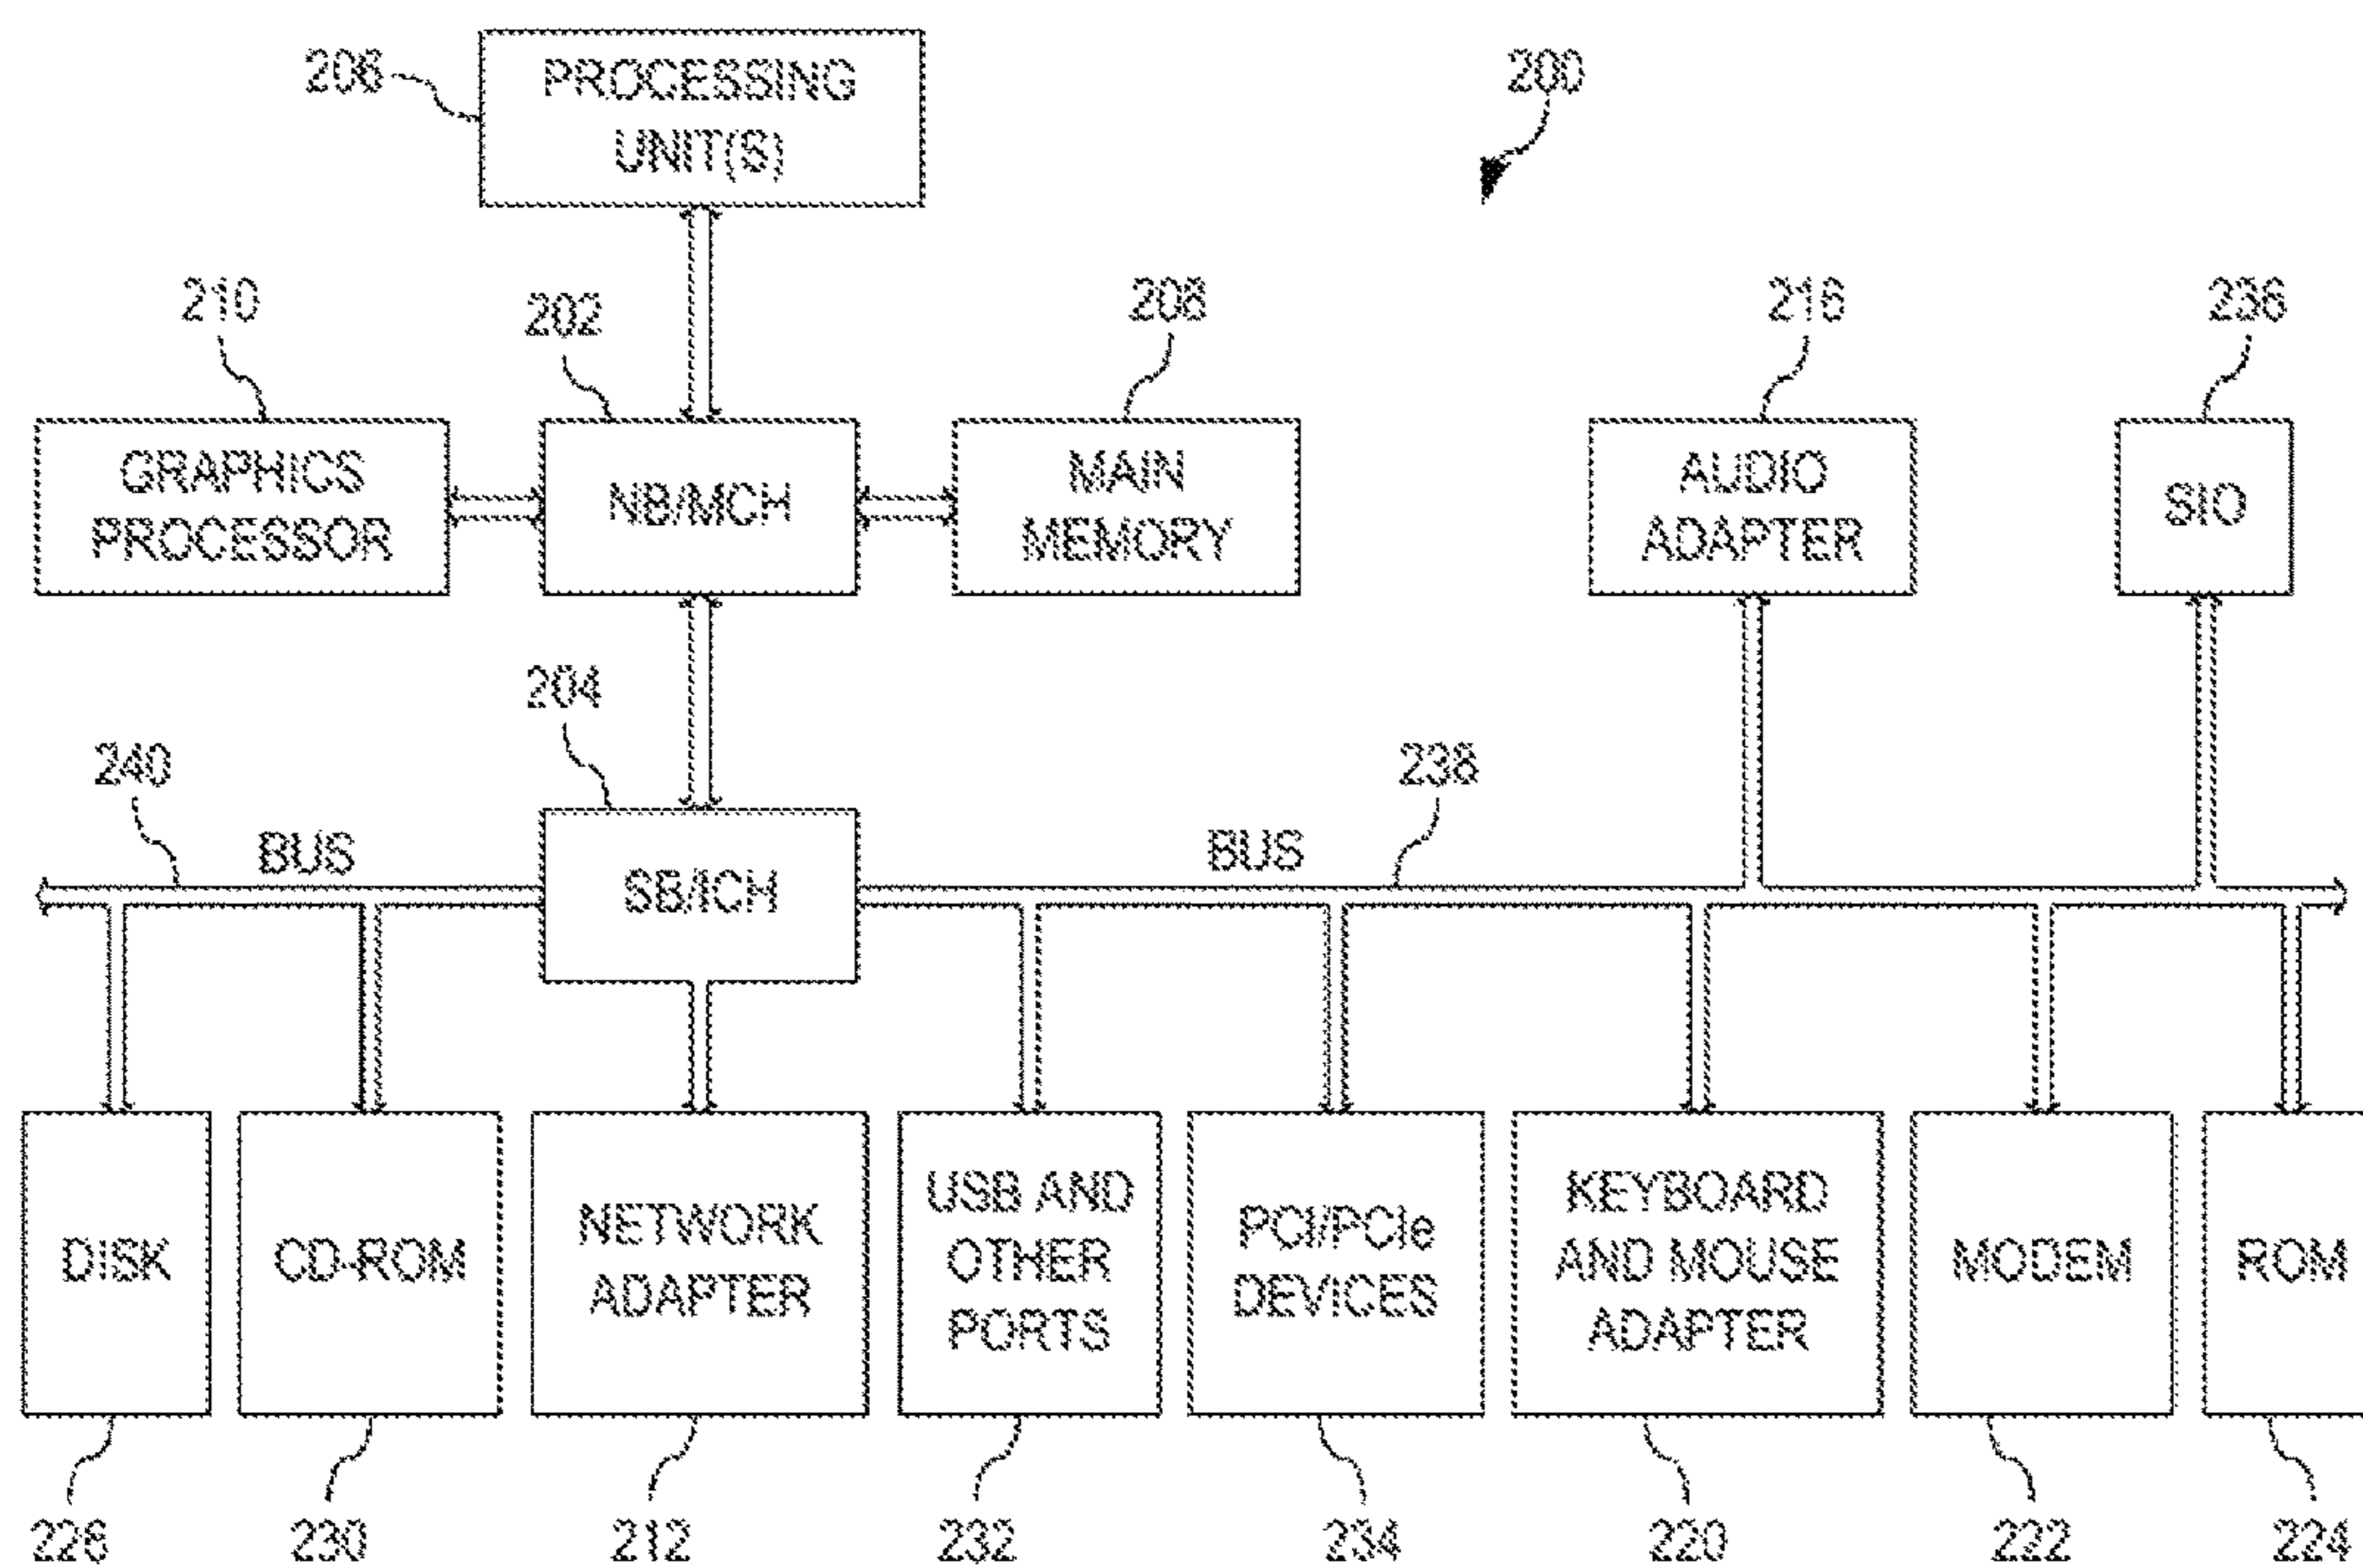 206
PROCESSING
UNIT(S)
200
210
202
208
216
236
GRAPHICS
PROCESSOR
NB/MCH
MAIN
MEMORY
AUDIO
ADAPTER
SIO
204
240
238
BUS
SB/ICH
BUS
DISK
CD-ROM
NETWORK
ADAPTER
USB AND
OTHER
PORTS
PCI/PCIe
DEVICES
KEYBOARD
AND MOUSE
ADAPTER
MODEM
ROM
226
230
212
232
234
220
222
224